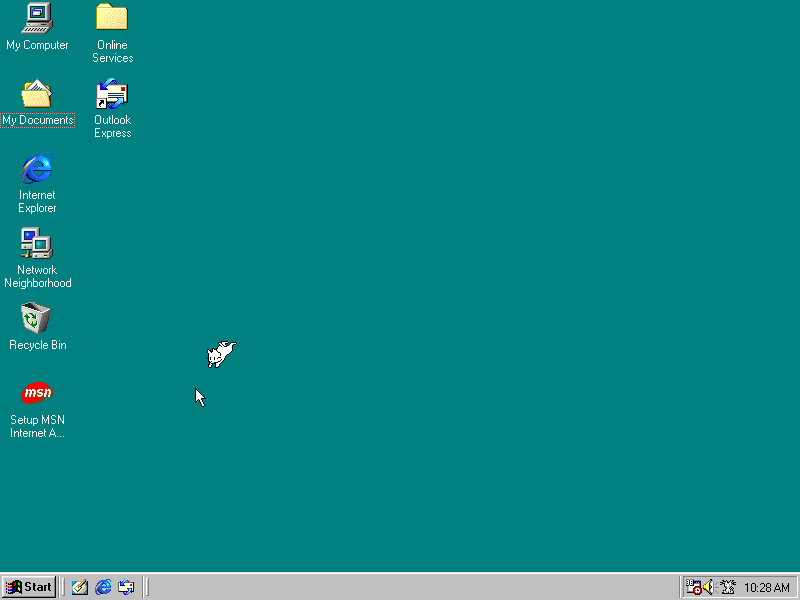 My Computer
Online
Services
My Documents
Outlook
Express
Internet
Explorer
Network
Neighborhood
Recycle Bin
msn
Setup MSN
Internet A...
Start
10:28 AM